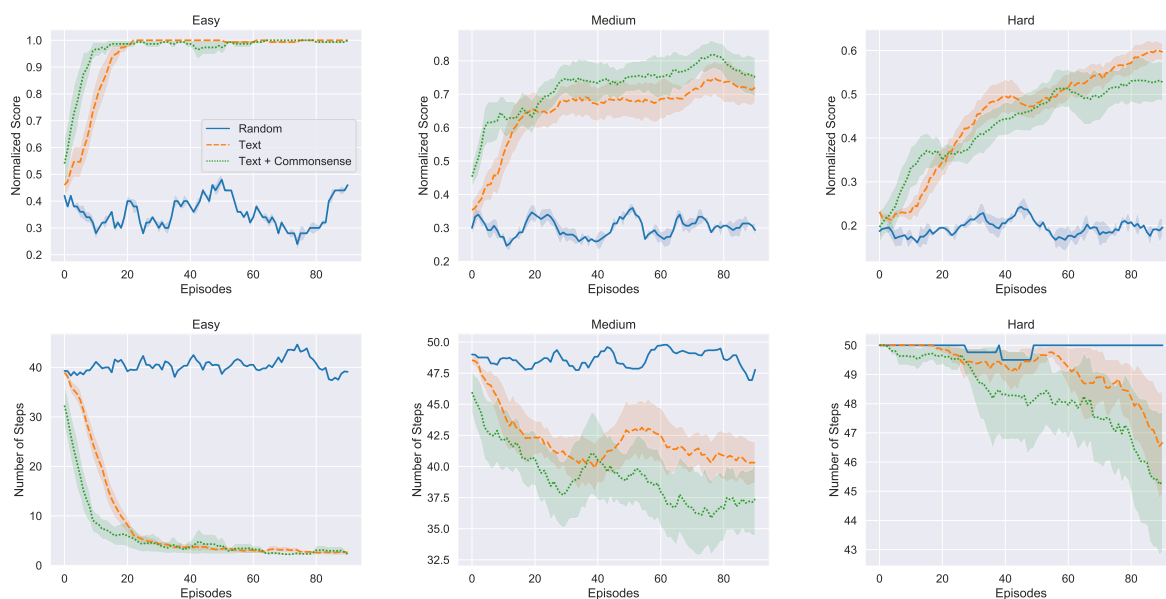 Easy
Normalized Score
1.0
0.9
0.8
0.7
0.6
0.5
0.4
0.3
0.2
Random
Text
Text + Commonsense
0 20 40 60 80
Episodes
Medium
Normalized Score
0.8
0.7
0.6
0.5
0.4
0.3
0.2
0 20 40 60 80
Episodes
Hard
Normalized Score
0.6
0.5
0.4
0.3
0.2
0 20 40 60 80
Episodes
Easy
Number of Steps
40
30
20
10
0
0 20 40 60 80
Episodes
Medium
Number of Steps
50.0
47.5
45.0
42.5
40.0
37.5
35.0
32.5
0 20 40 60 80
Episodes
Hard
Number of Steps
50
49
48
47
46
45
44
43
0 20 40 60 80
Episodes